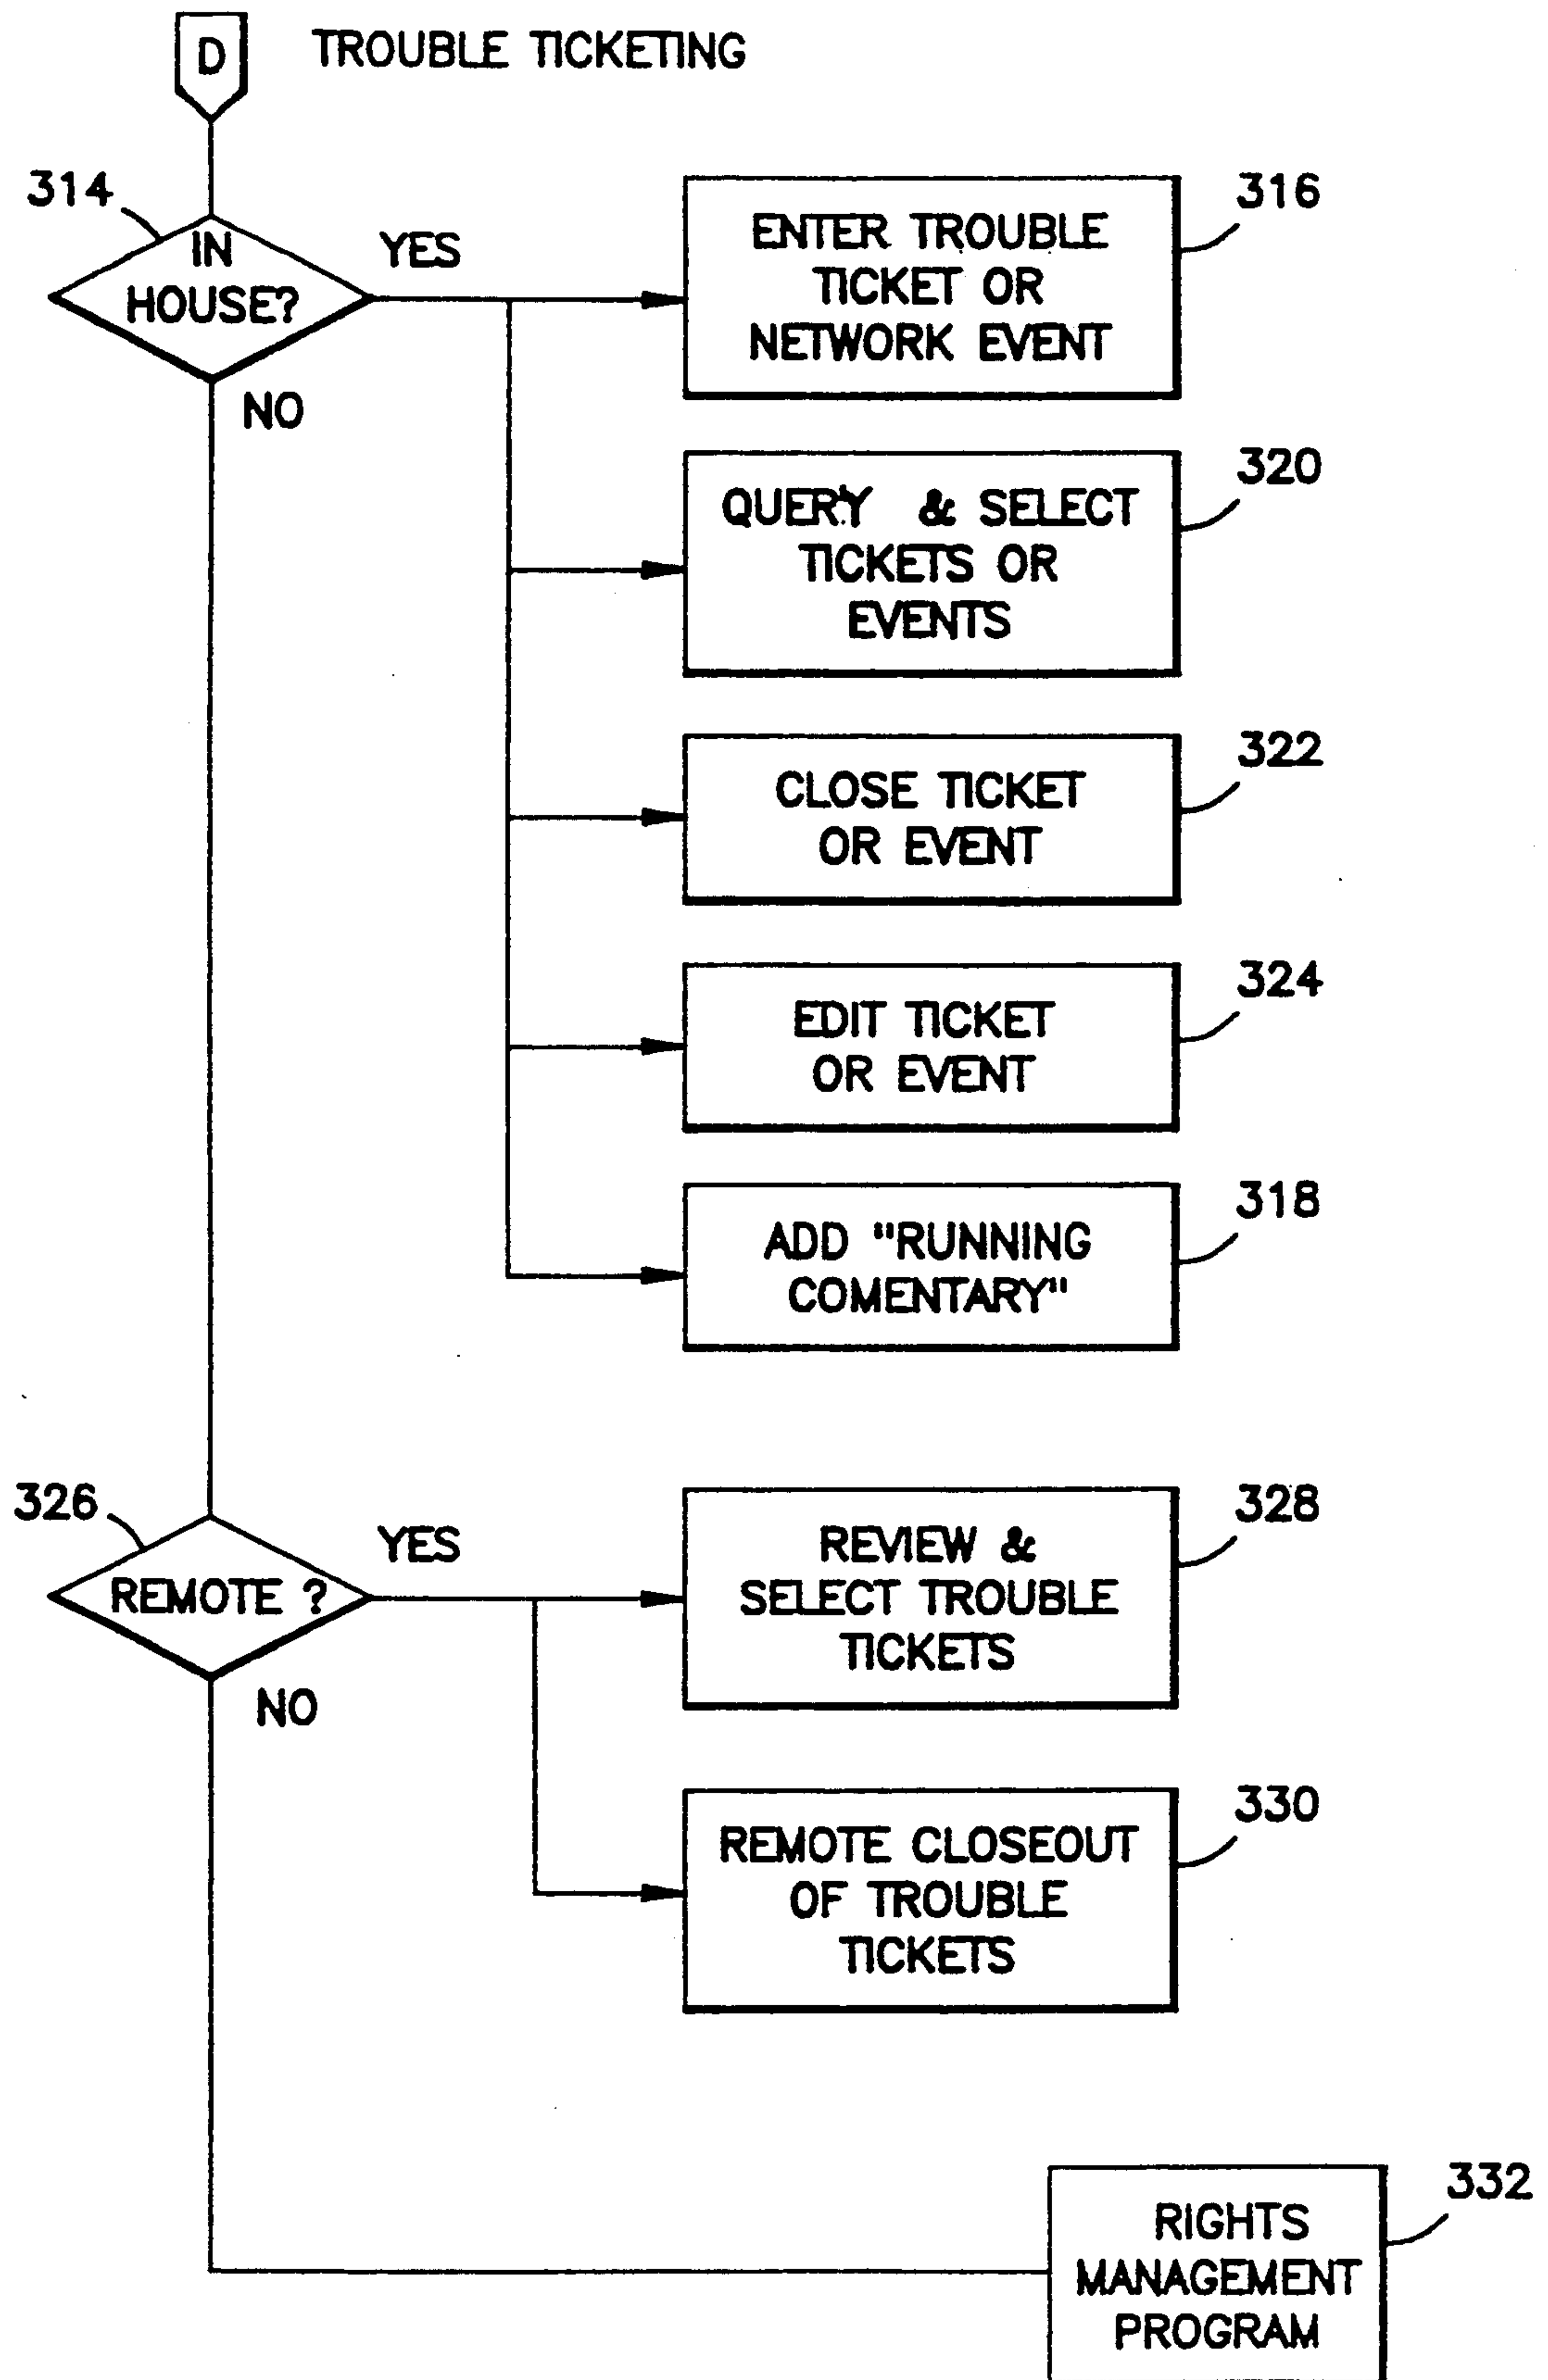 D
TROUBLE TICKETING
314
IN
HOUSE?
YES
NO
ENTER TROUBLE
TICKET OR
NETWORK EVENT
316
QUERY & SELECT
TICKETS OR
EVENTS
320
CLOSE TICKET
OR EVENT
322
EDIT TICKET
OR EVENT
324
ADD "RUNNING
COMENTARY"
318
326
REMOTE ?
YES
NO
REVIEW &
SELECT TROUBLE
TICKETS
328
REMOTE CLOSEOUT
OF TROUBLE
TICKETS
330
RIGHTS
MANAGEMENT
PROGRAM
332